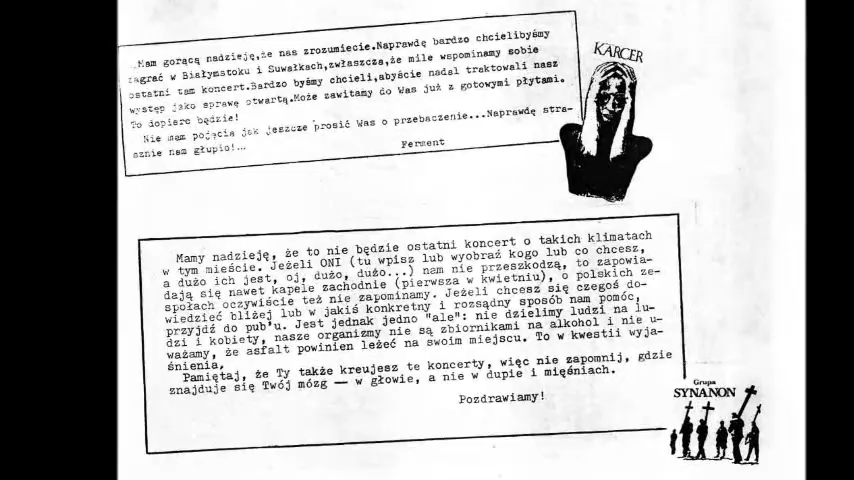 ..Mam gorącą nadzieję,że nas zrozumiecie.Naprawdę bardzo chcielibyśmy
zagrać w Białymstoku i Suwałkach,zwłaszcza,że mile wspominamy sobie
ostatni tam koncert.Bardzo byśmy chcieli,abyście nadal traktowali nasz
występ jako sprawę otwartą.Może zawitamy do Was już z gotowymi płytami.
To dopiero będzie!
Nie mam pojęcia jak jeszcze prosić Was o przebaczenie...Naprawdę stra-
sznie nam głupio!...
Ferment
KARCER
Mamy nadzieję, że to nie będzie ostatni koncert o takich klimatach
w tym mieście. Jeżeli ONI (tu wpisz lub wyobraź kogo lub co chcesz,
a dużo ich jest, oj, dużo, dużo...) nam nie przeszkodzą, to zapowia-
dają się nawet kapele zachodnie (pierwsza w kwietniu), o polskich ze-
społach oczywiście też nie zapominamy. Jeżeli chcesz się czegoś do-
wiedzieć bliżej lub w jakiś konkretny i rozsądny sposób nam pomóc,
przyjdź do pub'u. Jest jednak jedno "ale": nie dzielimy ludzi na lu-
dzi i kobiety, nasze organizmy nie są zbiornikami na alkohol i nie u-
ważamy, że asfalt powinien leżeć na swoim miejscu. To w kwestii wyja-
śnienia.
Pamiętaj, że Ty także kreujesz te koncerty, więc nie zapomnij, gdzie
znajduje się Twój mózg — w głowie, a nie w dupie i mięśniach.
Pozdrawiamy!
Grupa
SYNANON